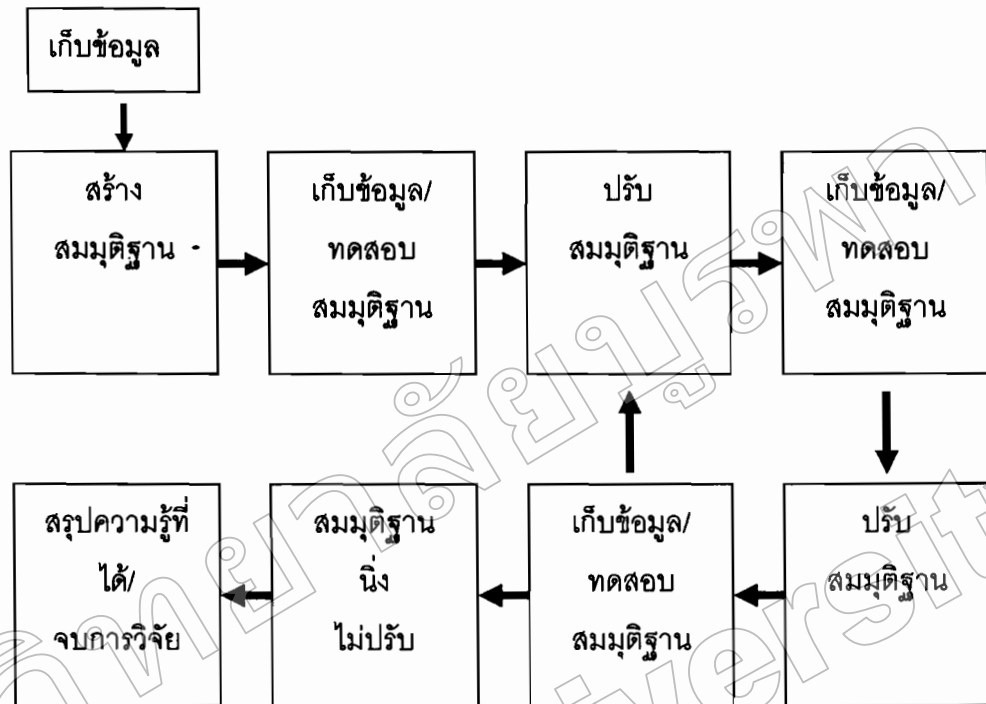 เก็บข้อมูล
สร้าง
สมมุติฐาน -
เก็บข้อมูล/
ทดสอบ
สมมุติฐาน
ปรับ
สมมุติฐาน
เก็บข้อมูล/
ทดสอบ
สมมุติฐาน
สรุปความรู้ที่
ได้/
จบการวิจัย
สมมุติฐาน
นิ่ง
ไม่ปรับ
เก็บข้อมูล/
ทดสอบ
สมมุติฐาน
ปรับ
สมมุติฐาน